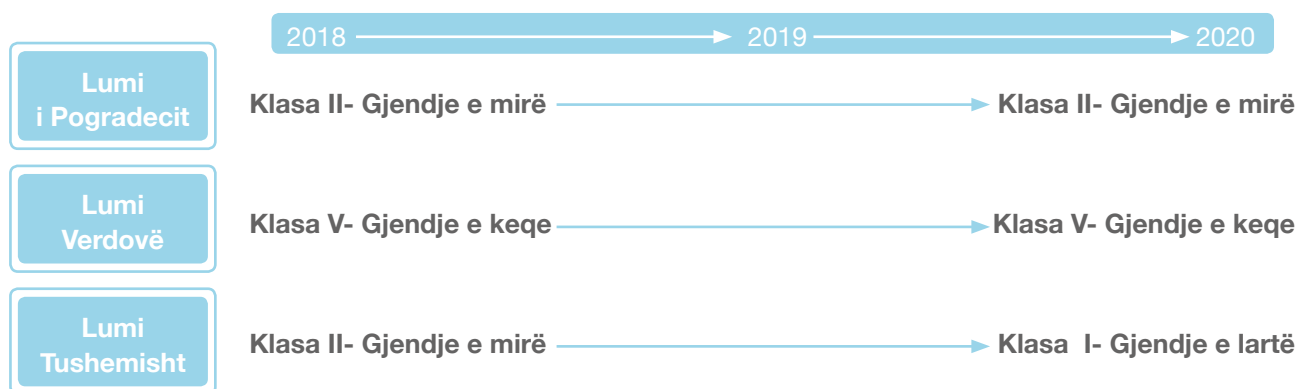 2018 2019 2020
Lumi
i Pogradecit
Klasa II- Gjendje e mirë Klasa II- Gjendje e mirë
Lumi
Verdovë
Klasa V- Gjendje e keqe Klasa V- Gjendje e keqe
Lumi
Tushemisht
Klasa II- Gjendje e mirë Klasa I- Gjendje e lartë